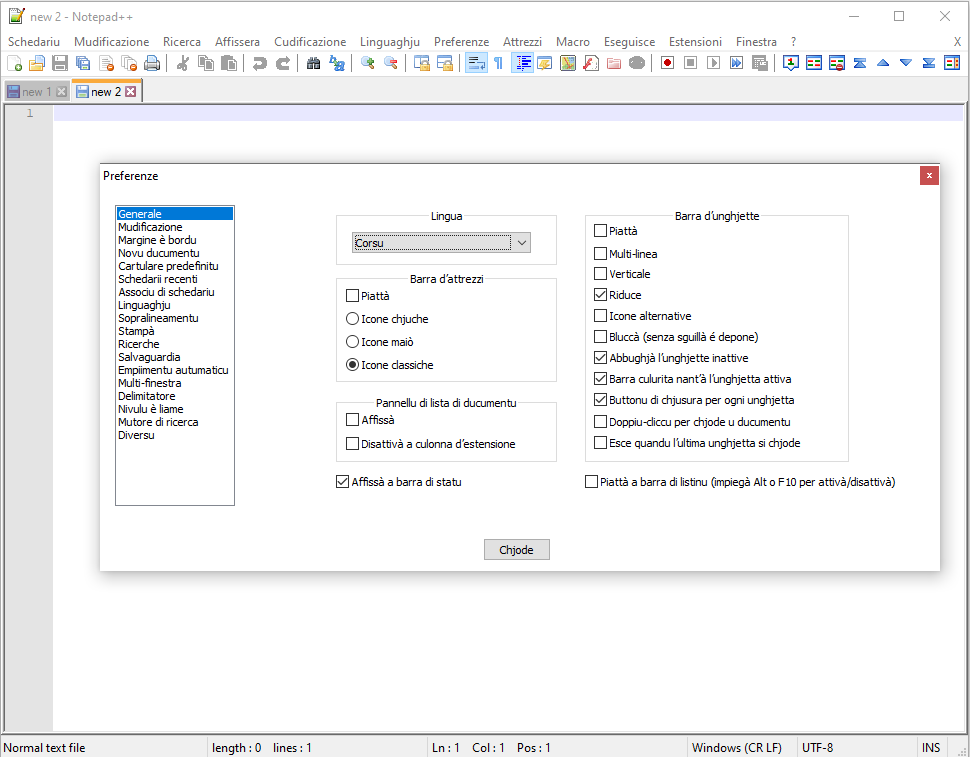 new 2 - Notepad++
Schedariu Mudificazione Ricerca Affissera Cudificazione Linguaghju Preferenze Attrezzi Macro Eseguisce Estensioni Finestra ? X
new 1 new 2
1
Preferenze
Generale
Mudificazione
Margine è bordu
Novu ducumentu
Cartulare predefinitu
Schedarii recenti
Associu di schedariu
Linguaghju
Sopralineamentu
Stampà
Ricerche
Salvaguardia
Empiimentu autumaticu
Multi-finestra
Delimitatore
Nivulu è liame
Mutore di ricerca
Diversu
Lingua
Corsu
Barra d'attrezzi
Piattà
Icone chjuche
Icone maiò
Icone classiche
Pannellu di lista di ducumentu
Affissà
Disattivà a culonna d'estensione
Affissà a barra di statu
Barra d'unghjette
Piattà
Multi-linea
Verticale
Riduce
Icone alternative
Bluccà (senza sguillà é depone)
Abbughjà l'unghjette inattive
Barra culurita nant'à l'unghjetta attiva
Buttonu di chjusura per ogni unghjetta
Doppiu-cliccu per chjode u ducumentu
Esce quandu l'ultima unghjetta si chjode
Piattà a barra di listinu (impiegà Alt o F10 per attivà/disattivà)
Chjode
Normal text file length : 0 lines : 1 Ln : 1 Col : 1 Pos : 1 Windows (CR LF) UTF-8 INS